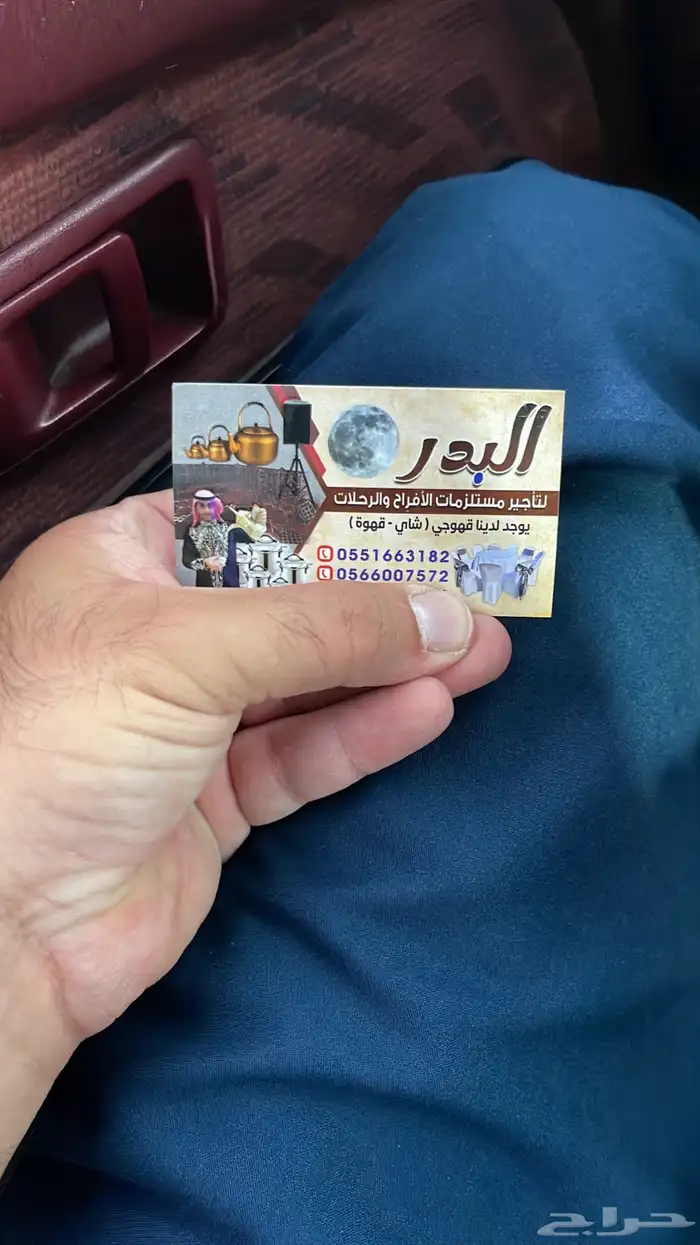 البدر
لتأجير مستلزمات الأفراح والرحلات
يوجد لدينا قهوجي ( شاي - قهوة )
0551663182
0566007572
حراج